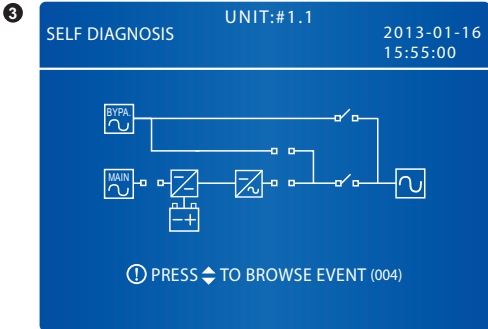 3
UNIT:#1.1
SELF DIAGNOSIS
2013-01-16
15:55:00
BYPA.
MAIN
PRESS TO BROWSE EVENT (004)